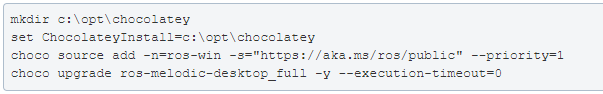 mkdir c:\opt\chocolatey
set ChocolateyInstall=c:\opt\chocolatey
choco source add -n=ros-win -s="https://aka.ms/ros/public" --priority=1
choco upgrade ros-melodic-desktop_full -y --execution-timeout=0